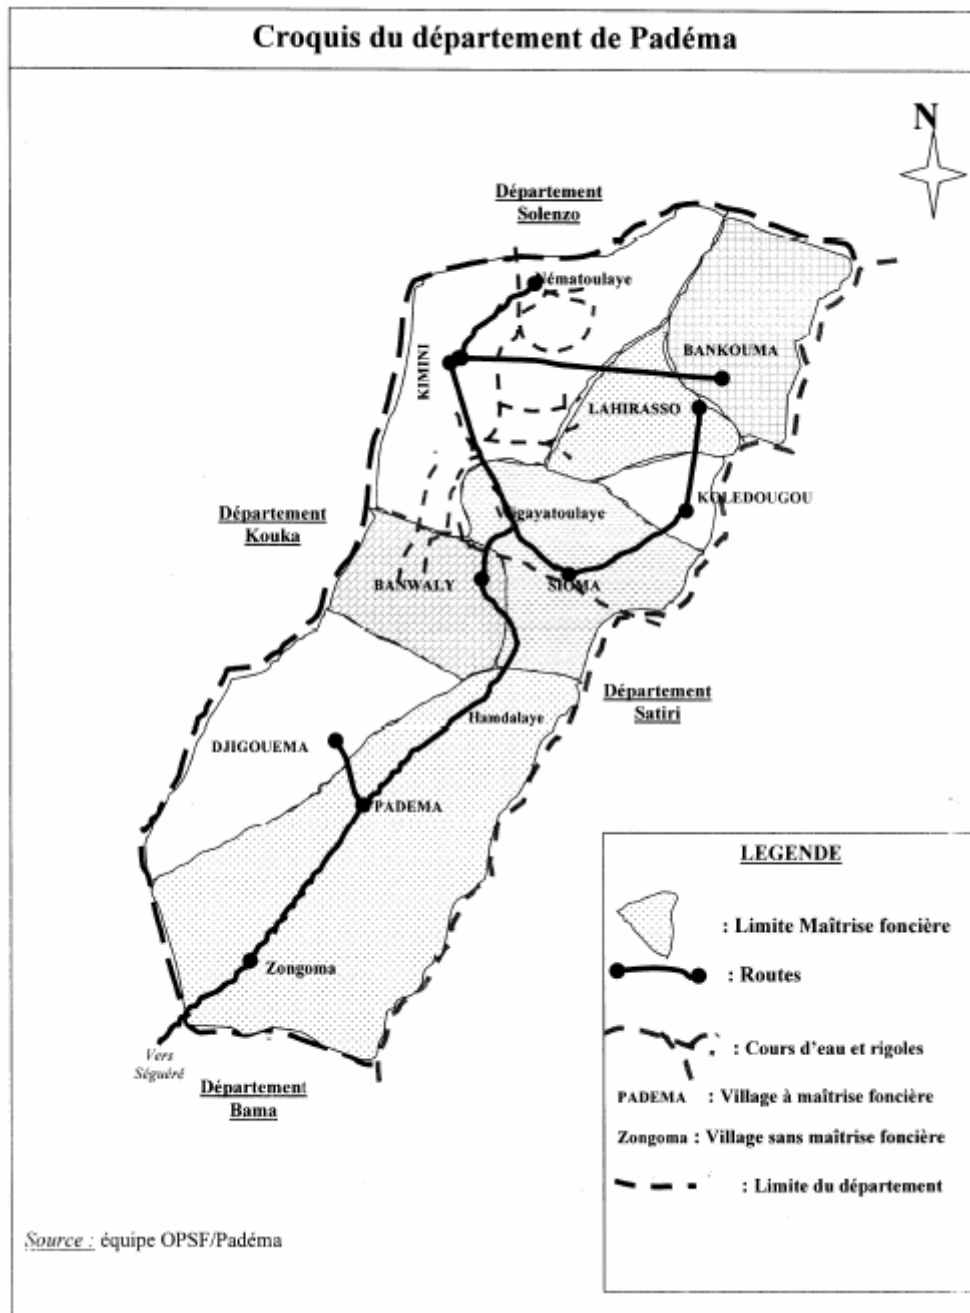 Croquis du département de Padéma
N
Département
Solenzo
Nématoulaye
KIMINI
BANKOUMA
LAHIRASSO
KOLEDOUGOU
Département
Kouka
Wagayatoulaye
BANWALY
SIOMA
Département
Satiri
Hamdalaye
DJIGOUEMA
PADEMA
Zongoma
Vers
Séguéré
Département
Bama
LEGENDE
: Limite Maîtrise foncière
: Routes
: Cours d'eau et rigoles
PADEMA : Village à maîtrise foncière
Zongoma : Village sans maîtrise foncière
: Limite du département
Source : équipe OPSF/Padéma